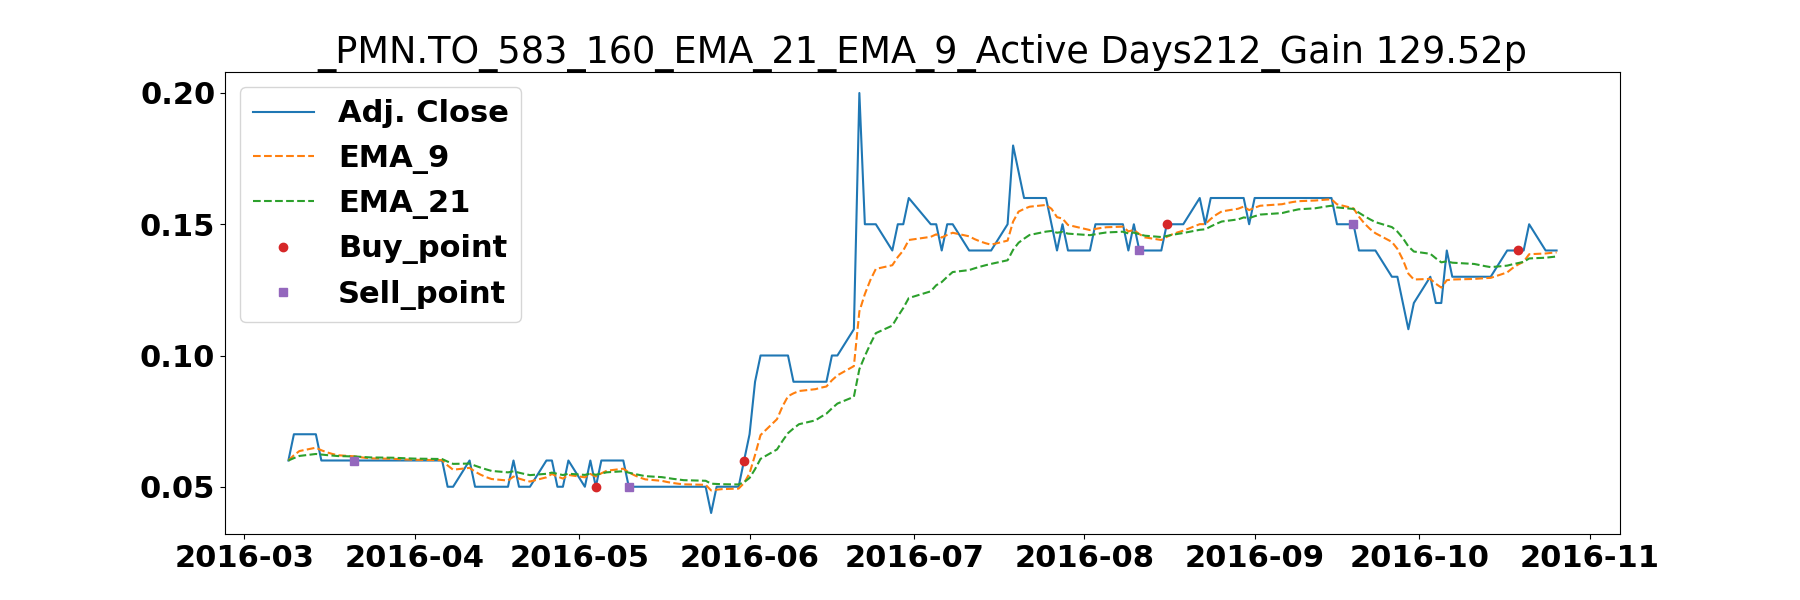 _PMN.TO_583_160_EMA_21_EMA_9_Active Days212_Gain 129.52p
0.20
0.15
0.10
0.05
Adj. Close
EMA_9
EMA_21
Buy_point
Sell_point
2016-03 2016-04 2016-05 2016-06 2016-07 2016-08 2016-09 2016-10 2016-11